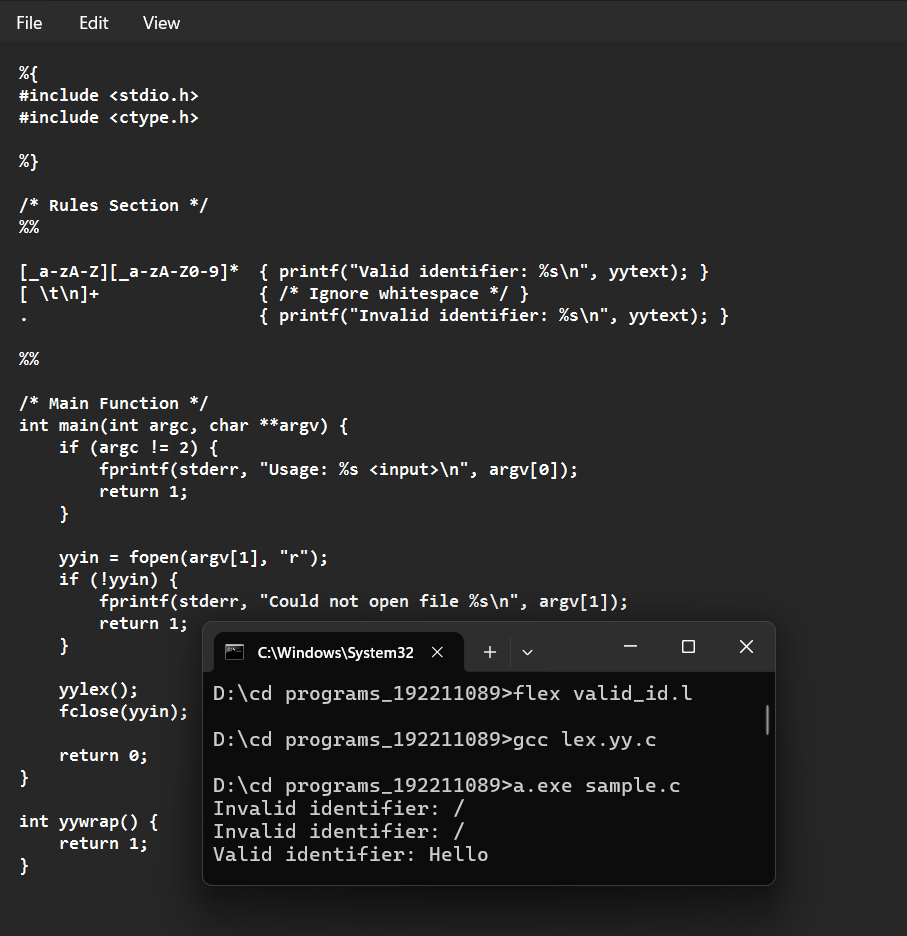 File Edit View
%{
#include <stdio.h>
#include <ctype.h>
%}
/* Rules Section */
%%
[_a-zA-Z][_a-zA-Z0-9]*  { printf("Valid identifier: %s\n", yytext); }
[ \t\n]+                { /* Ignore whitespace */ }
.                       { printf("Invalid identifier: %s\n", yytext); }
%%
/* Main Function */
int main(int argc, char **argv) {
    if (argc != 2) {
        fprintf(stderr, "Usage: %s <input>\n", argv[0]);
        return 1;
    }
    yyin = fopen(argv[1], "r");
    if (!yyin) {
        fprintf(stderr, "Could not open file %s\n", argv[1]);
        return 1;
    }
    yylex();
    fclose(yyin);
    return 0;
}
int yywrap() {
    return 1;
}
C:\Windows\System32
D:\cd programs_192211089>flex valid_id.l
D:\cd programs_192211089>gcc lex.yy.c
D:\cd programs_192211089>a.exe sample.c
Invalid identifier: /
Invalid identifier: /
Valid identifier: Hello